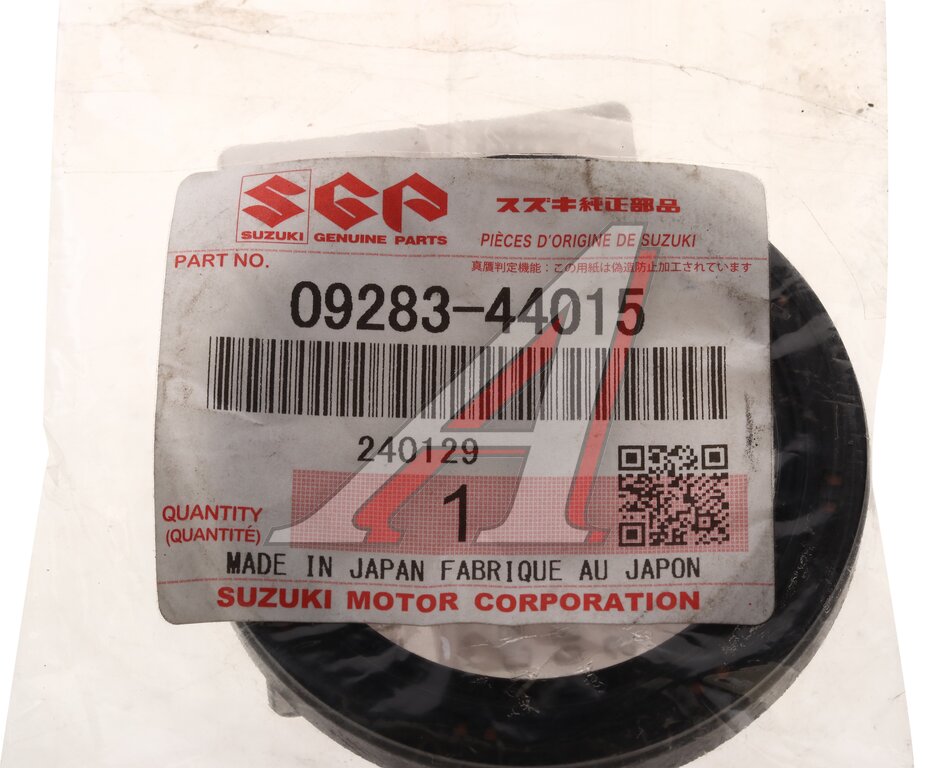 SGP スズキ純正部品
SUZUKI GENUINE PARTS
PIÈCES D'ORIGINE DE SUZUKI
PART NO.
真贋判定機能：この用紙は偽造防止加工されています
09283-44015
240129
QUANTITY
(QUANTITÉ)
1
MADE IN JAPAN FABRIQUE AU JAPON
SUZUKI MOTOR CORPORATION